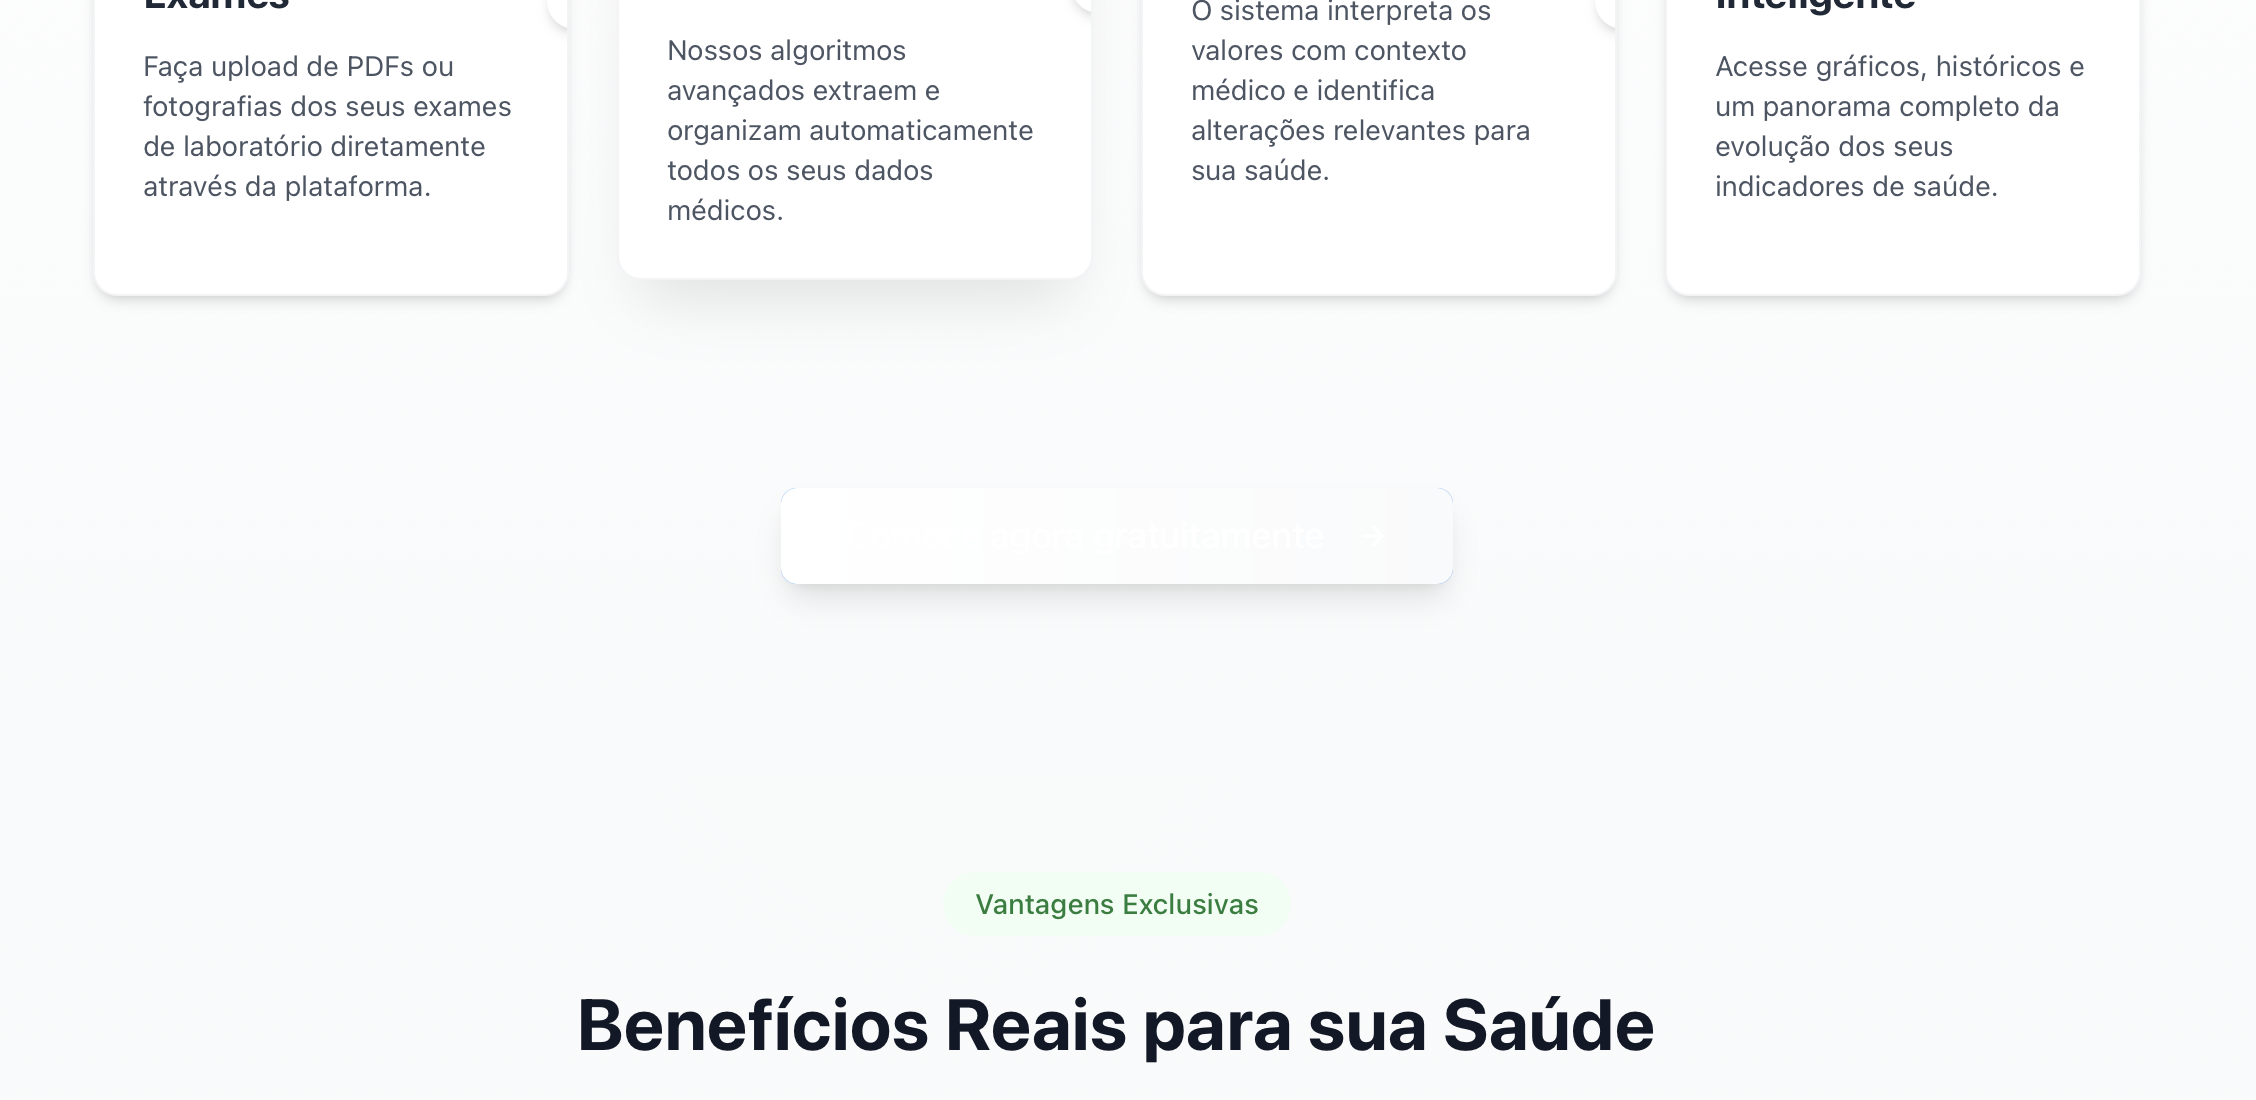 Exames
Inteligente
O sistema interpreta os
Faça upload de PDFs ou
Nossos algoritmos
valores com contexto
Acesse gráficos, históricos e
fotografias dos seus exames
avançados extraem e
médico e identifica
um panorama completo da
de laboratório diretamente
organizam automaticamente
alterações relevantes para
evolução dos seus
através da plataforma.
todos os seus dados
sua saúde.
indicadores de saúde.
médicos.
agora gratuitamente
Vantagens Exclusivas
Benefícios Reais para sua Saúde